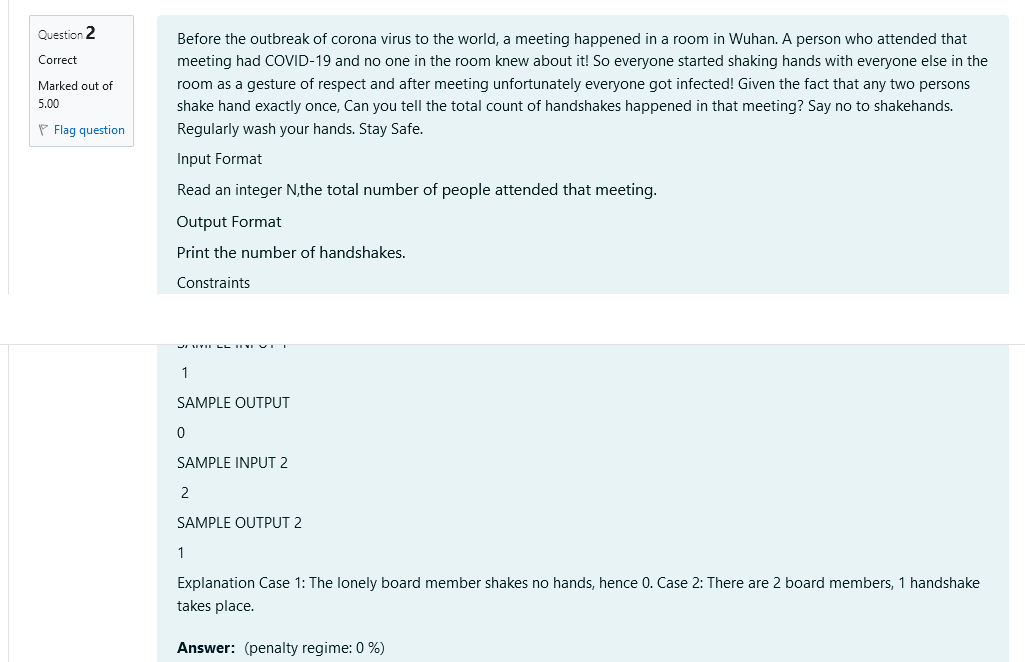 Question 2
Correct
Marked out of
5.00
Flag question
Before the outbreak of corona virus to the world, a meeting happened in a room in Wuhan. A person who attended that
meeting had COVID-19 and no one in the room knew about it! So everyone started shaking hands with everyone else in the
room as a gesture of respect and after meeting unfortunately everyone got infected! Given the fact that any two persons
shake hand exactly once, Can you tell the total count of handshakes happened in that meeting? Say no to shakehands.
Regularly wash your hands. Stay Safe.
Input Format
Read an integer N,the total number of people attended that meeting.
Output Format
Print the number of handshakes.
Constraints
1
SAMPLE OUTPUT
0
SAMPLE INPUT 2
2
SAMPLE OUTPUT 2
1
Explanation Case 1: The lonely board member shakes no hands, hence 0. Case 2: There are 2 board members, 1 handshake
takes place.
Answer: (penalty regime: 0 %)